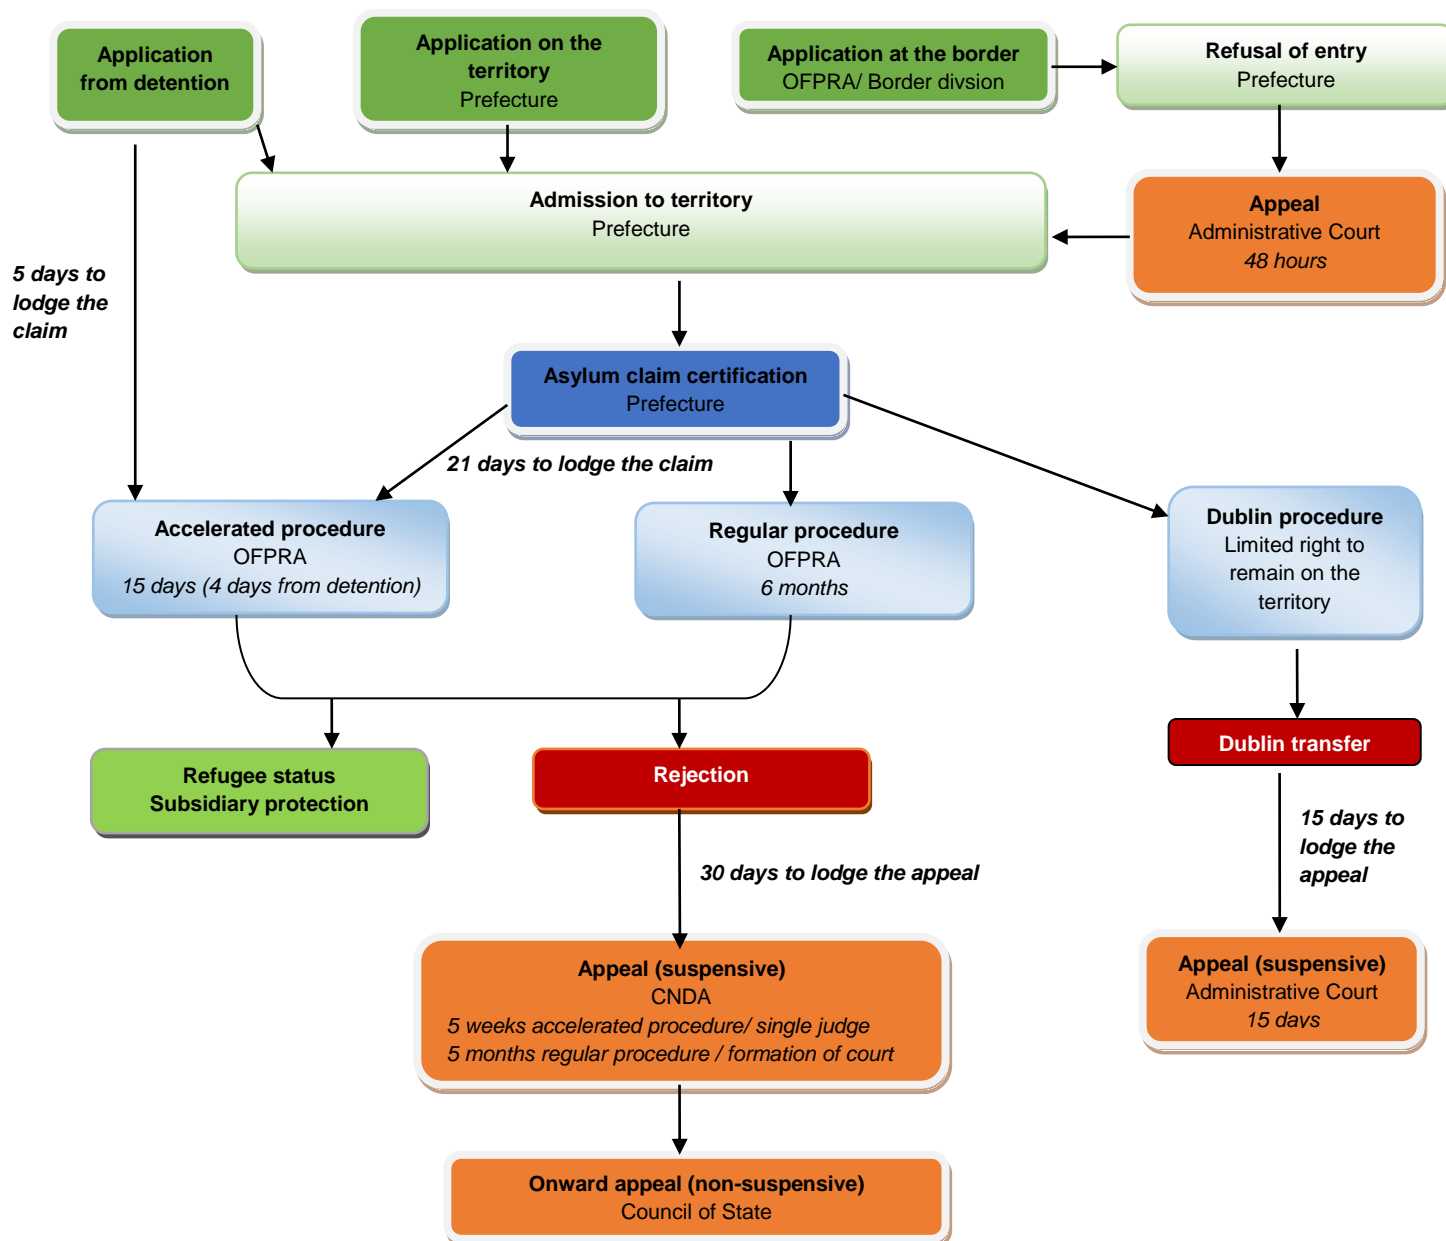 Application
from detention
Application on the
territory
Prefecture
Application at the border
OFPRA/ Border divsion
Refusal of entry
Prefecture
Admission to territory
Prefecture
Appeal
Administrative Court
48 hours
5 days to
lodge the
claim
Asylum claim certification
Prefecture
21 days to lodge the claim
Accelerated procedure
OFPRA
15 days (4 days from detention)
Regular procedure
OFPRA
6 months
Dublin procedure
Limited right to
remain on the
territory
Refugee status
Subsidiary protection
Rejection
Dublin transfer
30 days to lodge the appeal
15 days to
lodge the
appeal
Appeal (suspensive)
CNDA
5 weeks accelerated procedure/ single judge
5 months regular procedure / formation of court
Appeal (suspensive)
Administrative Court
15 days
Onward appeal (non-suspensive)
Council of State